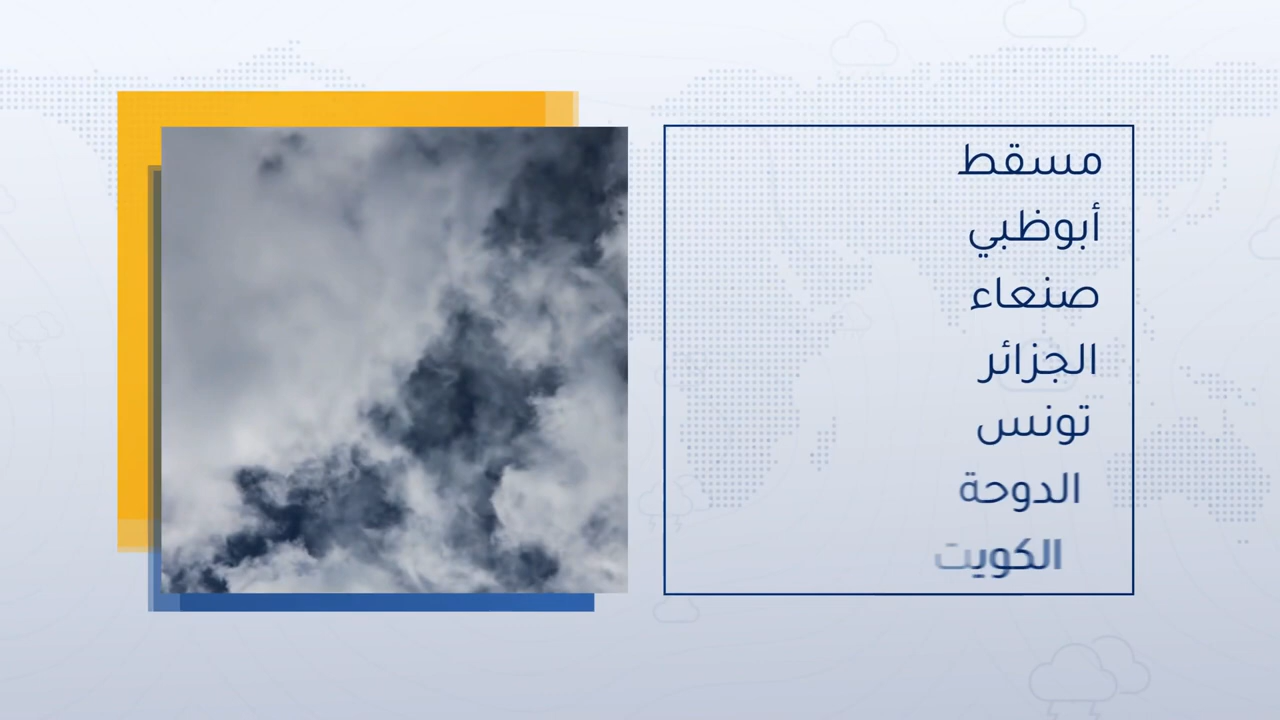 مسقط
أبوظبي
صنعاء
الجزائر
تونس
الدوحة
الكويت